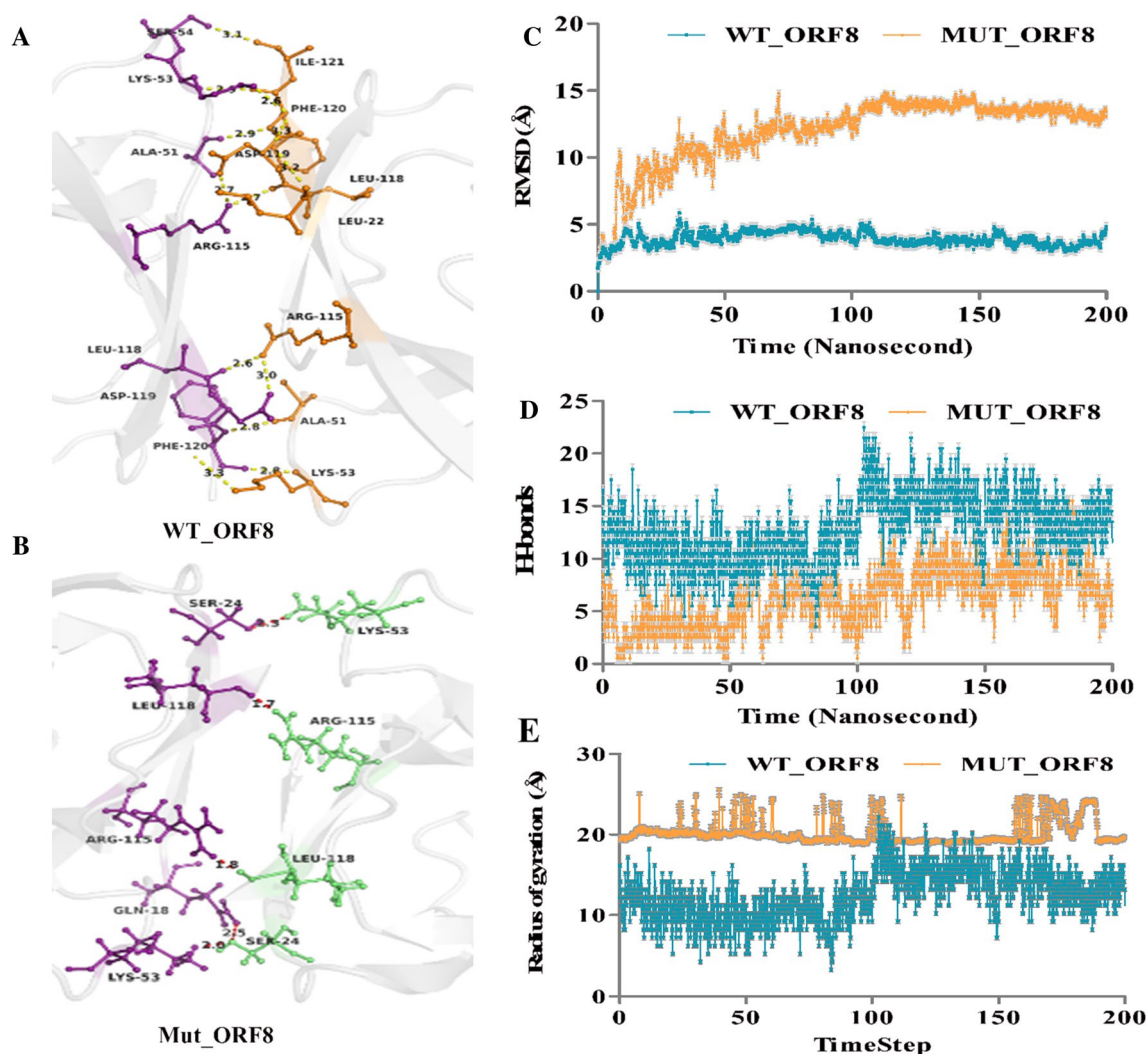 A
SER-54
3.1
ILE-121
LYS-53
2.6
PHE-120
2.9
3.3
ALA-51
ASP-119
3.2
LEU-118
2.7
LEU-22
ARG-115
ARG-115
LEU-118
2.6
3.0
ASP-119
ALA-51
2.8
PHE-120
3.3
2.8
LYS-53
WT_ORF8
B
SER-24
LYS-53
LEU-118
1.7
ARG-115
ARG-115
1.8
LEU-118
GLN-18
2.5
2.0
SER-24
LYS-53
Mut_ORF8
C
WT_ORF8 MUT_ORF8
20
15
10
5
0
RMSD (Å)
0 50 100 150 200
Time (Nanosecond)
D
WT_ORF8 MUT_ORF8
25
20
15
10
5
0
H-bonds
0 50 100 150 200
Time (Nanosecond)
E
WT_ORF8 MUT_ORF8
30
20
10
0
Radius of gyration (Å)
0 50 100 150 200
TimeStep